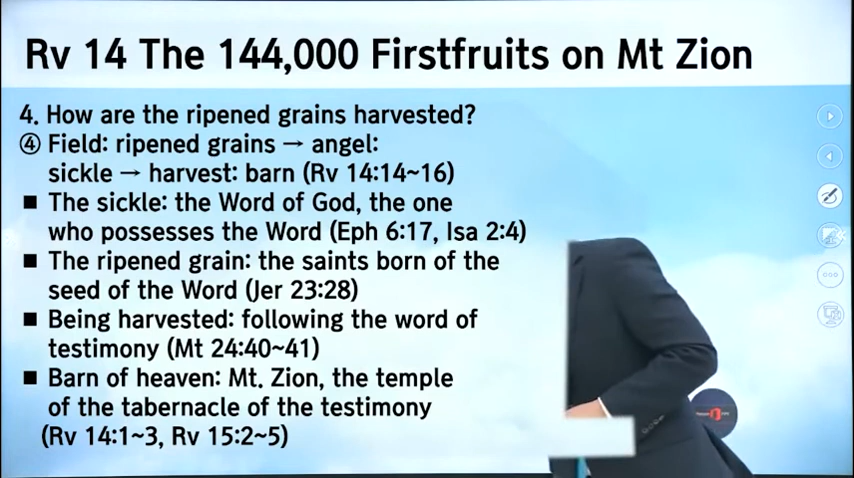 Rv 14 The 144,000 Firstfruits on Mt Zion
4. How are the ripened grains harvested?
④ Field: ripened grains → angel:
sickle → harvest: barn (Rv 14:14~16)
■ The sickle: the Word of God, the one
who possesses the Word (Eph 6:17, Isa 2:4)
■ The ripened grain: the saints born of the
seed of the Word (Jer 23:28)
■ Being harvested: following the word of
testimony (Mt 24:40~41)
■ Barn of heaven: Mt. Zion, the temple
of the tabernacle of the testimony
(Rv 14:1~3, Rv 15:2~5)